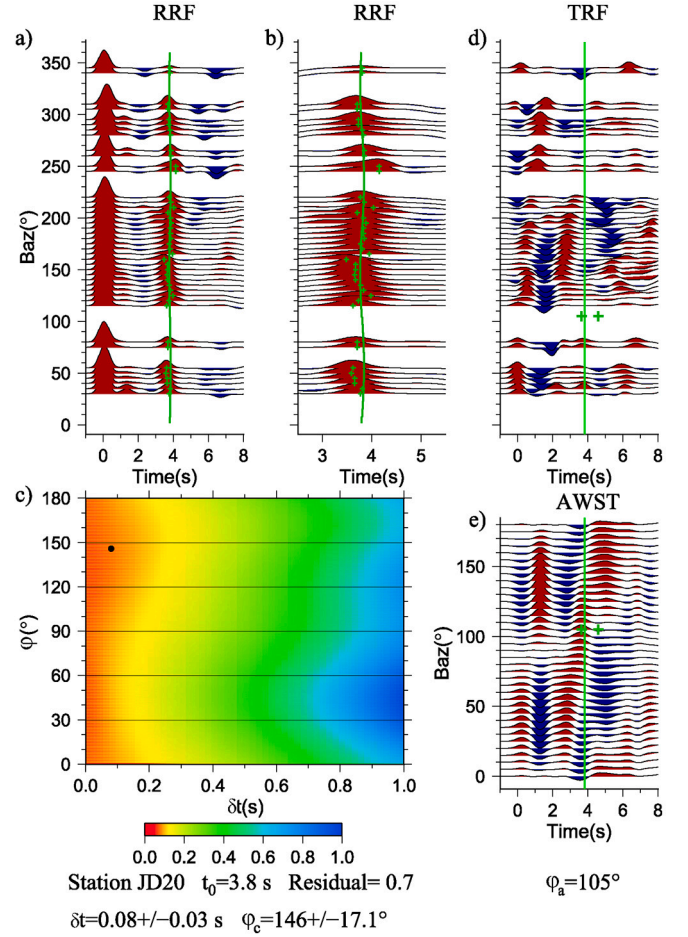 RRF
RRF
TRF
a)
b)
d)
350
300
250
200
150
100
50
0
Baz(°)
0 2 4 6 8
Time(s)
3 4 5
Time(s)
0 2 4 6 8
Time(s)
c)
180
150
120
90
60
30
0
φ(°)
0.0 0.2 0.4 0.6 0.8 1.0
δt(s)
0.0 0.2 0.4 0.6 0.8 1.0
AWST
e)
150
100
50
0
Baz(°)
0 2 4 6 8
Time(s)
Station JD20 t₀=3.8 s Residual= 0.7
δt=0.08+/−0.03 s φc=146+/−17.1°
φa=105°